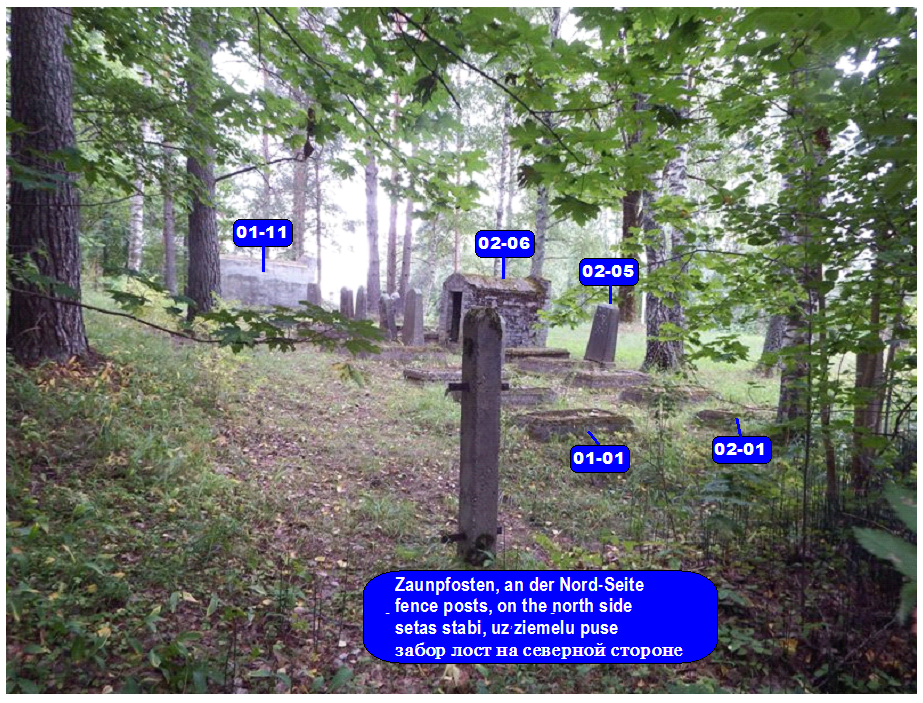 01-11
02-06
02-05
01-01
02-01
Zaunpfosten, an der Nord-Seite
fence posts, on the north side
setas stabi, uz ziemelu puse
забор лост на северной стороне